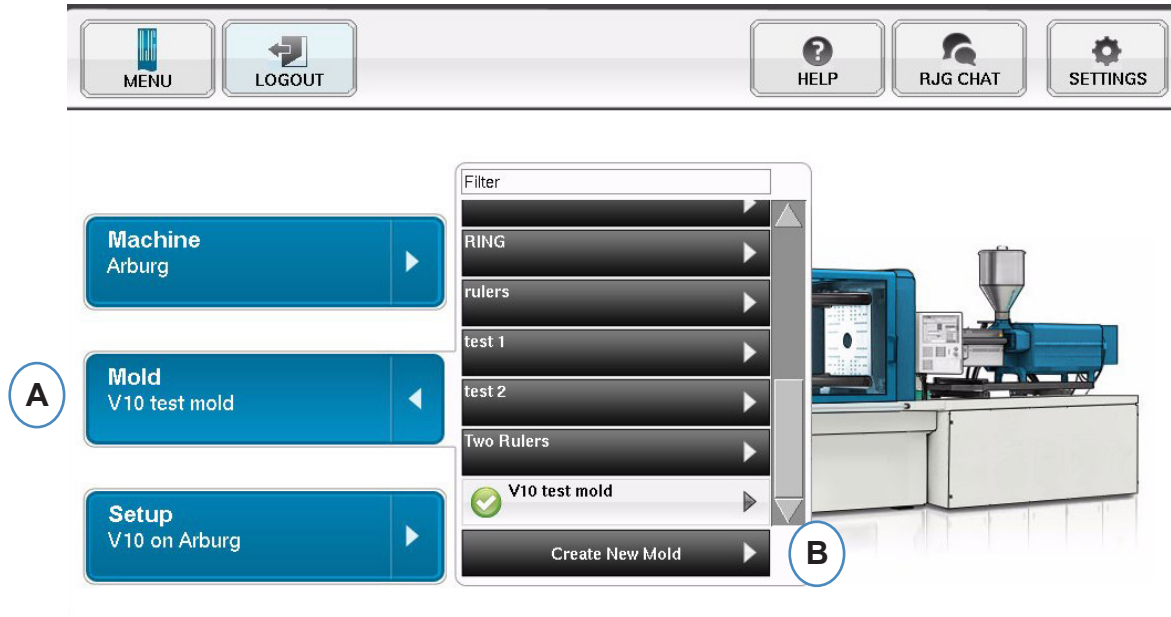 MENU
LOGOUT
HELP
RJG CHAT
SETTINGS
Filter
Machine
Arburg
RING
rulers
test 1
test 2
Two Rulers
V10 test mold
Create New Mold
A
Mold
V10 test mold
Setup
V10 on Arburg
B